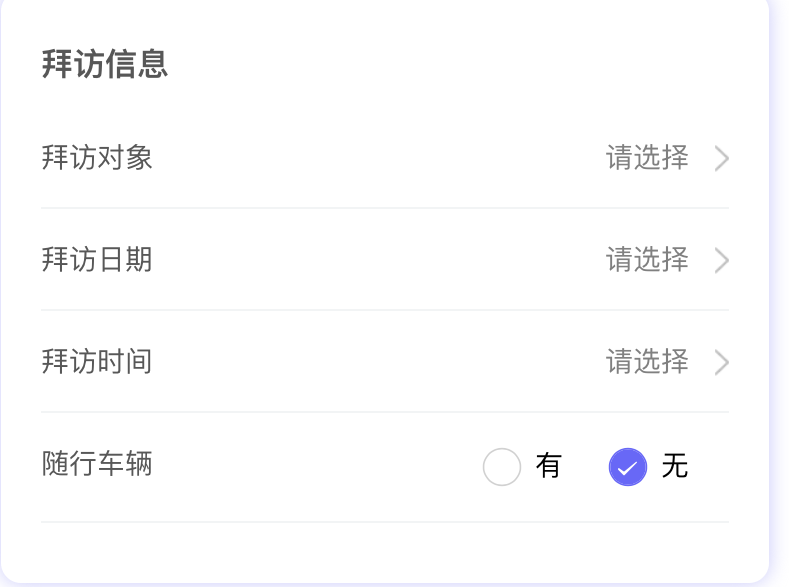 拜访信息
拜访对象 请选择
拜访日期 请选择
拜访时间 请选择
随行车辆 有 无